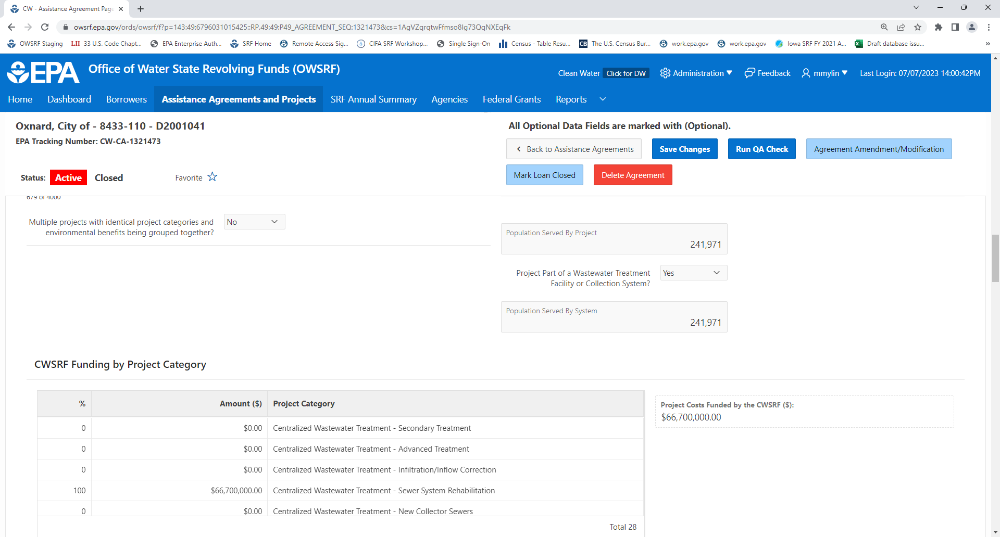 CW - Assistance Agreement Page
owsrf.epa.gov/ords/owsrf/f?p=143:49:6796031015425::RP,49:49:P49_AGREEMENT_SEQ:1321473&cs=1AgVZqrqtwFfmso8lg73QqNXEqFk
OWSRF Staging LII 33 U.S. Code Chapt... EPA Enterprise Auth... SRF Home Remote Access Sig... CIFA SRF Workshop... Single Sign-On Census - Table Resu... CB The U.S. Census Bur... work.epa.gov work.epa.gov Iowa SRF FY 2021 A... Draft database issu... »
EPA Office of Water State Revolving Funds (OWSRF)
Clean Water Click for DW Administration Feedback mmylin Last Login: 07/07/2023 14:00:42PM
Home Dashboard Borrowers Assistance Agreements and Projects SRF Annual Summary Agencies Federal Grants Reports
Oxnard, City of - 8433-110 - D2001041
EPA Tracking Number: CW-CA-1321473
Status: Active Closed Favorite
All Optional Data Fields are marked with (Optional).
Back to Assistance Agreements Save Changes Run QA Check Agreement Amendment/Modification
Mark Loan Closed Delete Agreement
679 of 4000
Multiple projects with identical project categories and
environmental benefits being grouped together?
No
Population Served By Project
241,971
Project Part of a Wastewater Treatment
Facility or Collection System?
Yes
Population Served By System
241,971
CWSRF Funding by Project Category
% Amount ($) Project Category
0 $0.00 Centralized Wastewater Treatment - Secondary Treatment
0 $0.00 Centralized Wastewater Treatment - Advanced Treatment
0 $0.00 Centralized Wastewater Treatment - Infiltration/Inflow Correction
100 $66,700,000.00 Centralized Wastewater Treatment - Sewer System Rehabilitation
0 $0.00 Centralized Wastewater Treatment - New Collector Sewers
Total 28
Project Costs Funded by the CWSRF ($):
$66,700,000.00